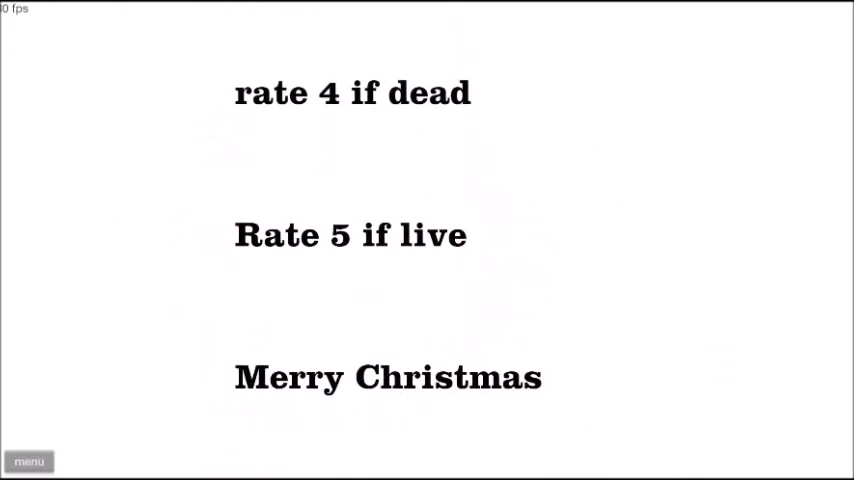 0 fps
rate 4 if dead
Rate 5 if live
Merry Christmas
menu